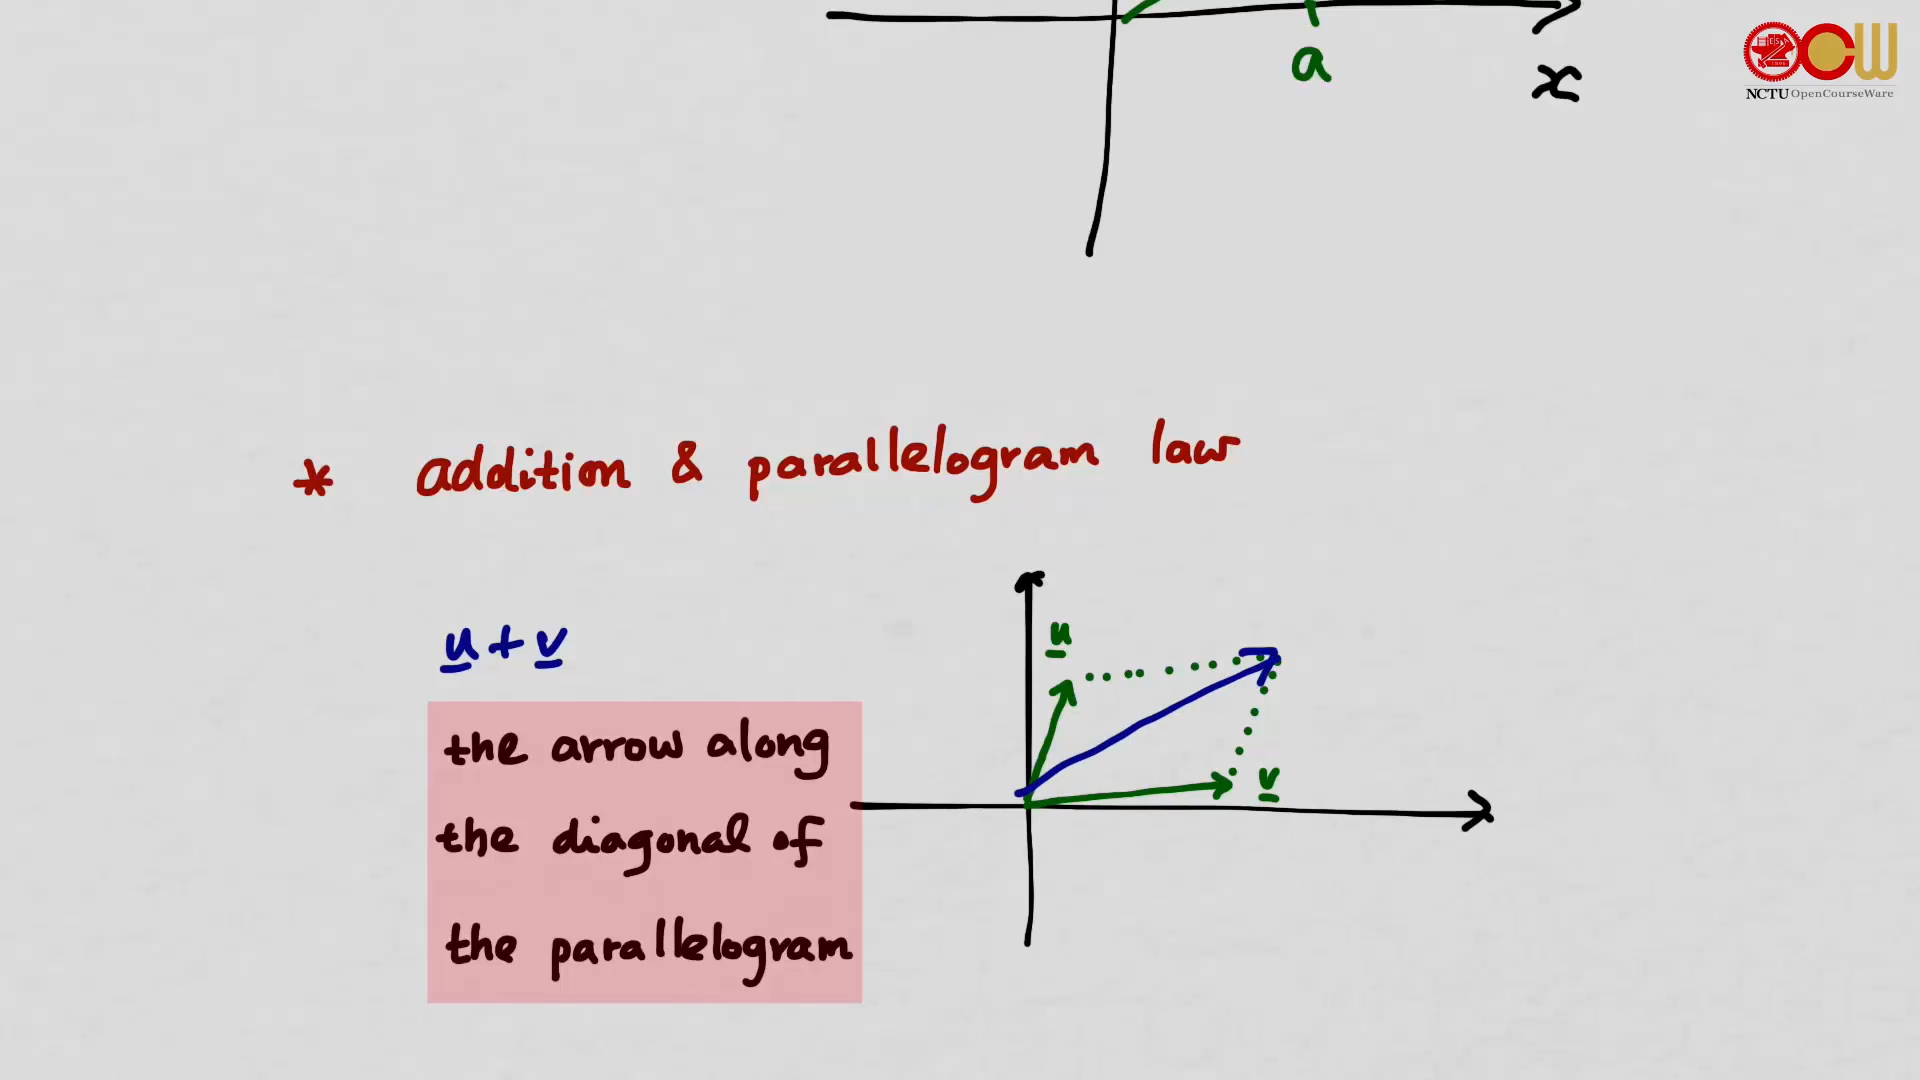 a
x
NCTU OpenCourseWare
* addition & parallelogram law
u + v
the arrow along
the diagonal of
the parallelogram
u
v